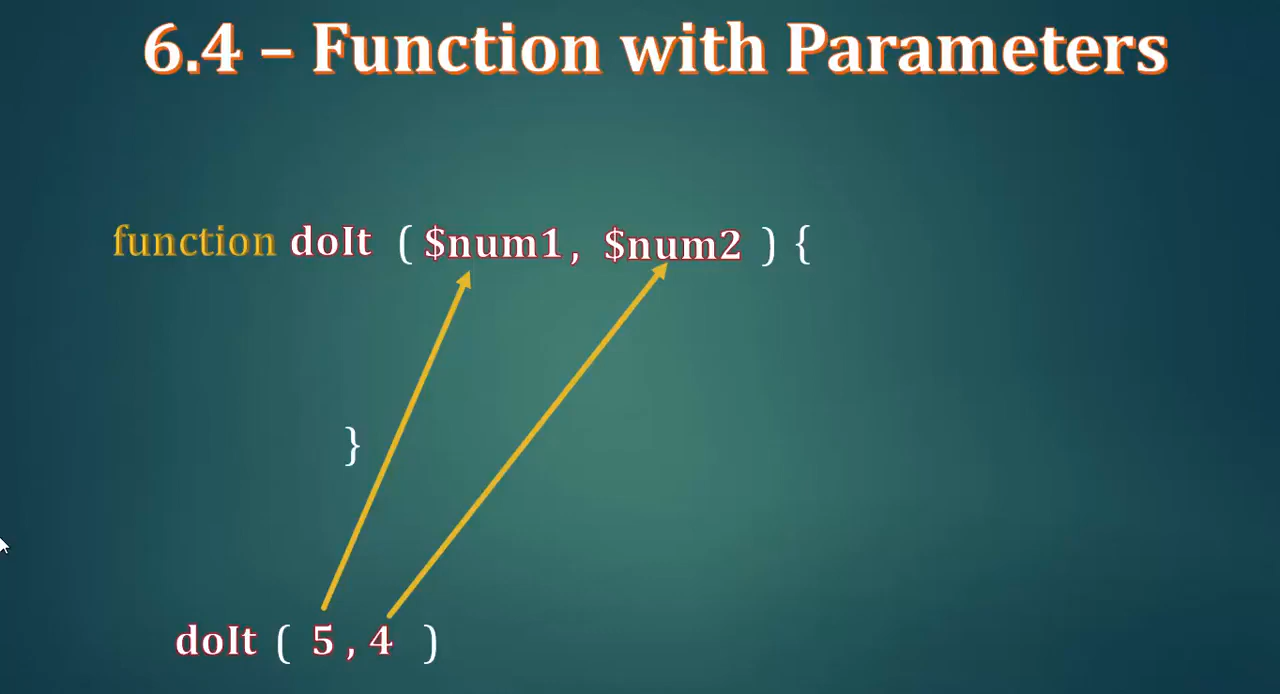 6.4 – Function with Parameters
function doIt ( $num1, $num2 ) {
}
doIt ( 5 , 4 )